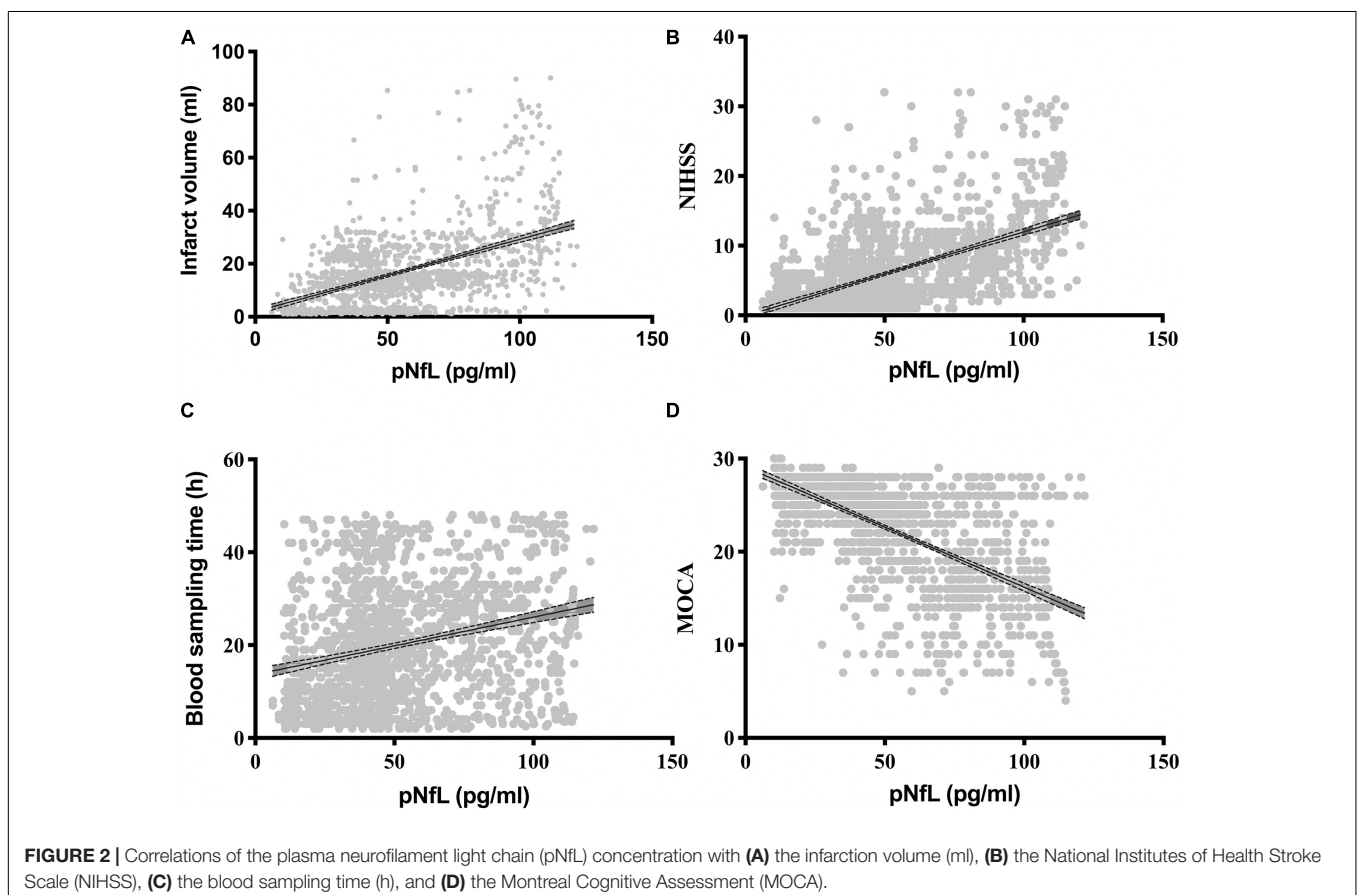 A
100
80
60
40
20
0
Infarct volume (ml)
0 50 100 150
pNfL (pg/ml)
B
40
30
20
10
0
NIHSS
0 50 100 150
pNfL (pg/ml)
C
60
40
20
0
Blood sampling time (h)
0 50 100 150
pNfL (pg/ml)
D
30
20
10
0
MOCA
0 50 100 150
pNfL (pg/ml)
FIGURE 2 | Correlations of the plasma neurofilament light chain (pNfL) concentration with (A) the infarction volume (ml), (B) the National Institutes of Health Stroke
Scale (NIHSS), (C) the blood sampling time (h), and (D) the Montreal Cognitive Assessment (MOCA).